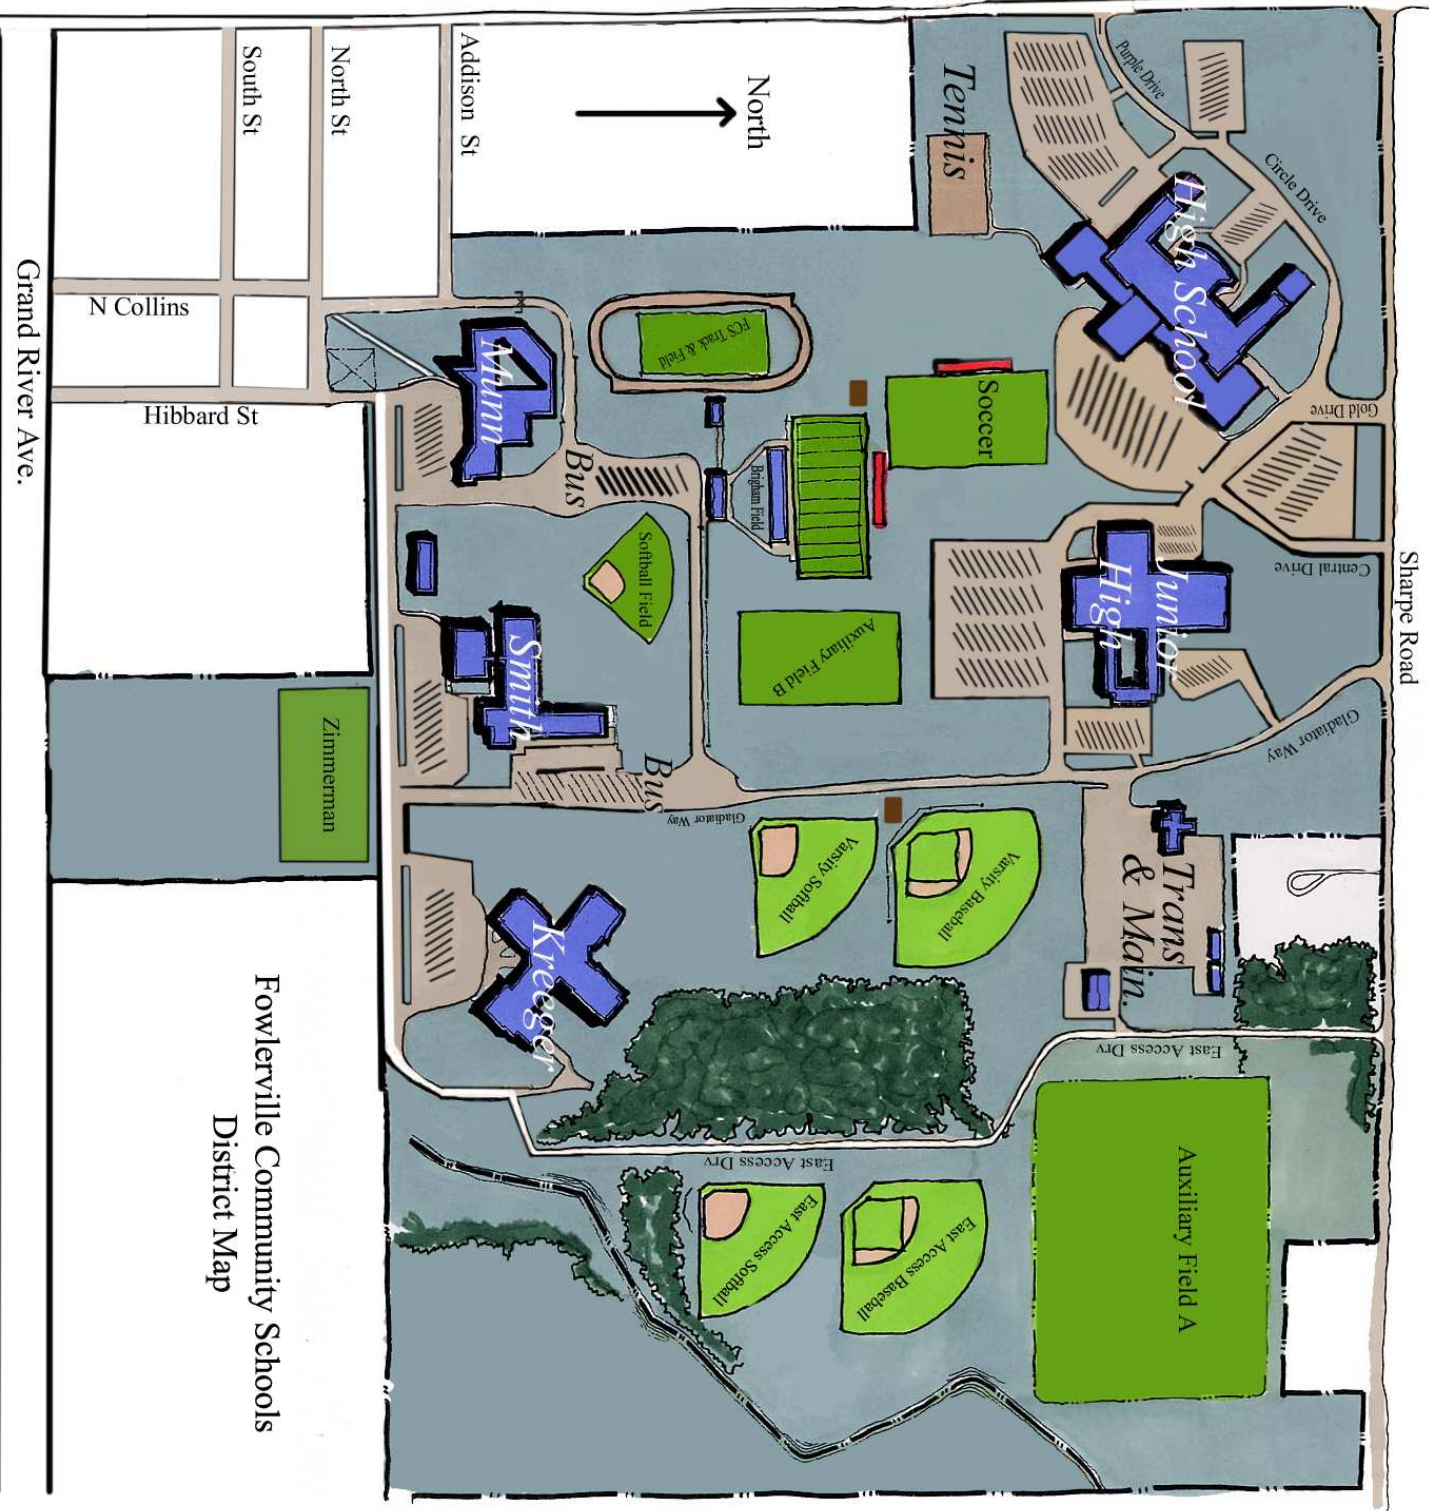 Grand River Ave.
South St
North St
Addison St
North
Tennis
Purple Drive
Circle Drive
High School
Gold Drive
N Collins
Hibbard St
Munn
Bus
FCS Track & Field
Soccer
Brigham Field
Softball Field
Auxiliary Field B
Junior
High
Central Drive
Sharpe Road
Gladiator Way
Smith
Bus
Gladiator Way
Zimmerman
Varsity Softball
Varsity Baseball
Trans
& Main.
Kreeger
East Access Drv
East Access Drv
East Access Softball
East Access Baseball
Auxiliary Field A
Fowlerville Community Schools
District Map